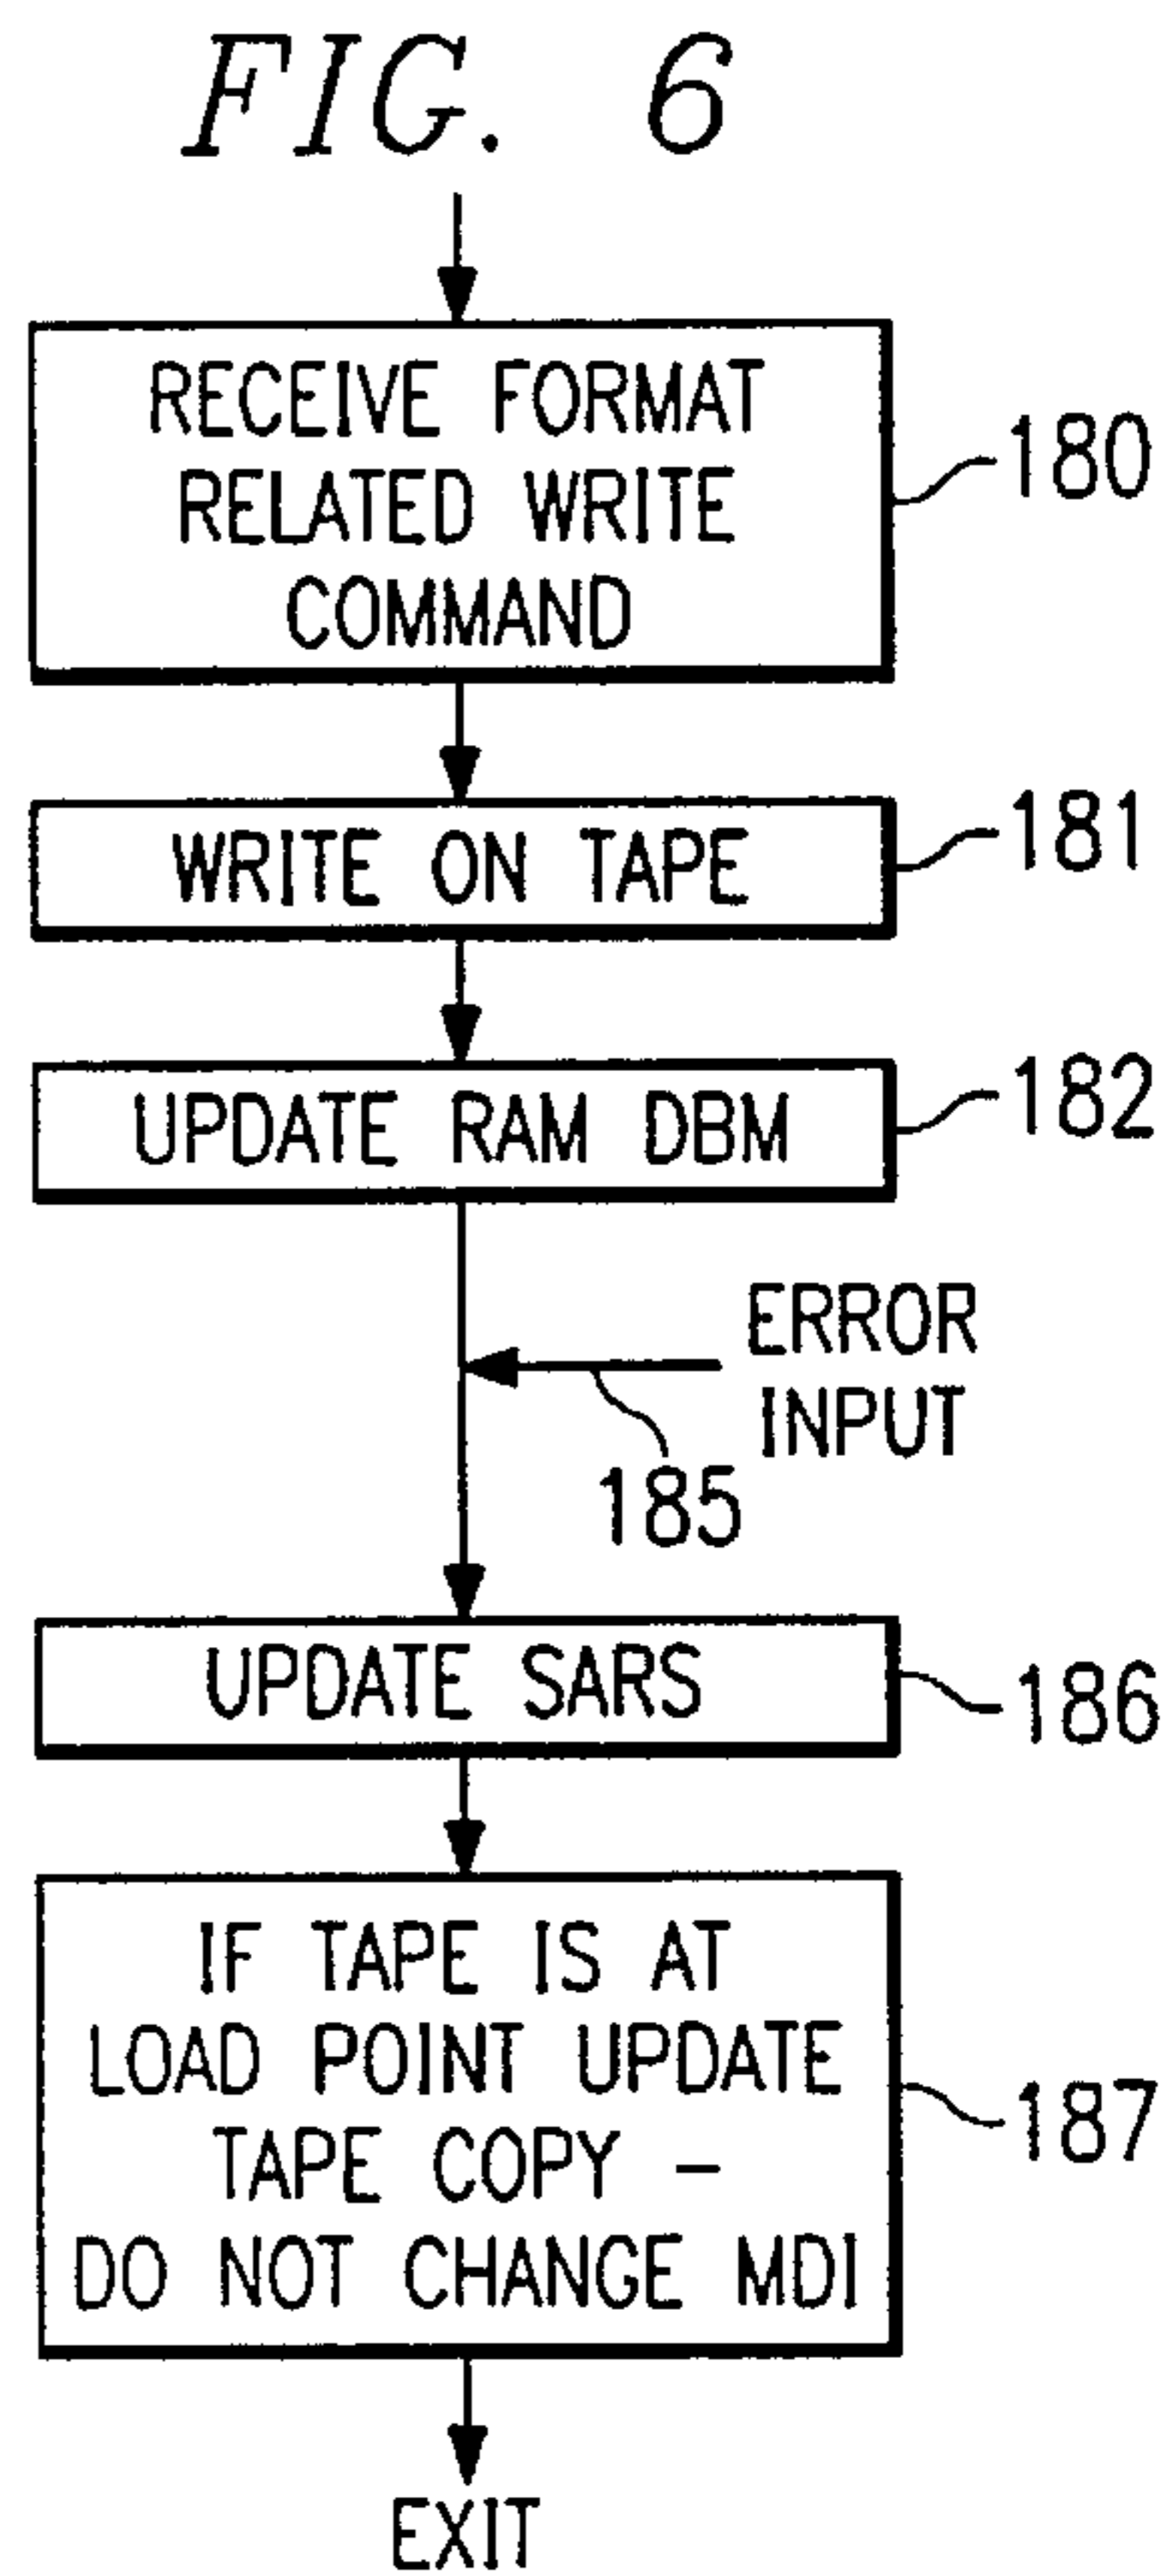 FIG. 6
RECEIVE FORMAT
RELATED WRITE
COMMAND
180
WRITE ON TAPE
181
UPDATE RAM DBM
182
ERROR
INPUT
185
UPDATE SARS
186
IF TAPE IS AT
LOAD POINT UPDATE
TAPE COPY –
DO NOT CHANGE MDI
187
EXIT